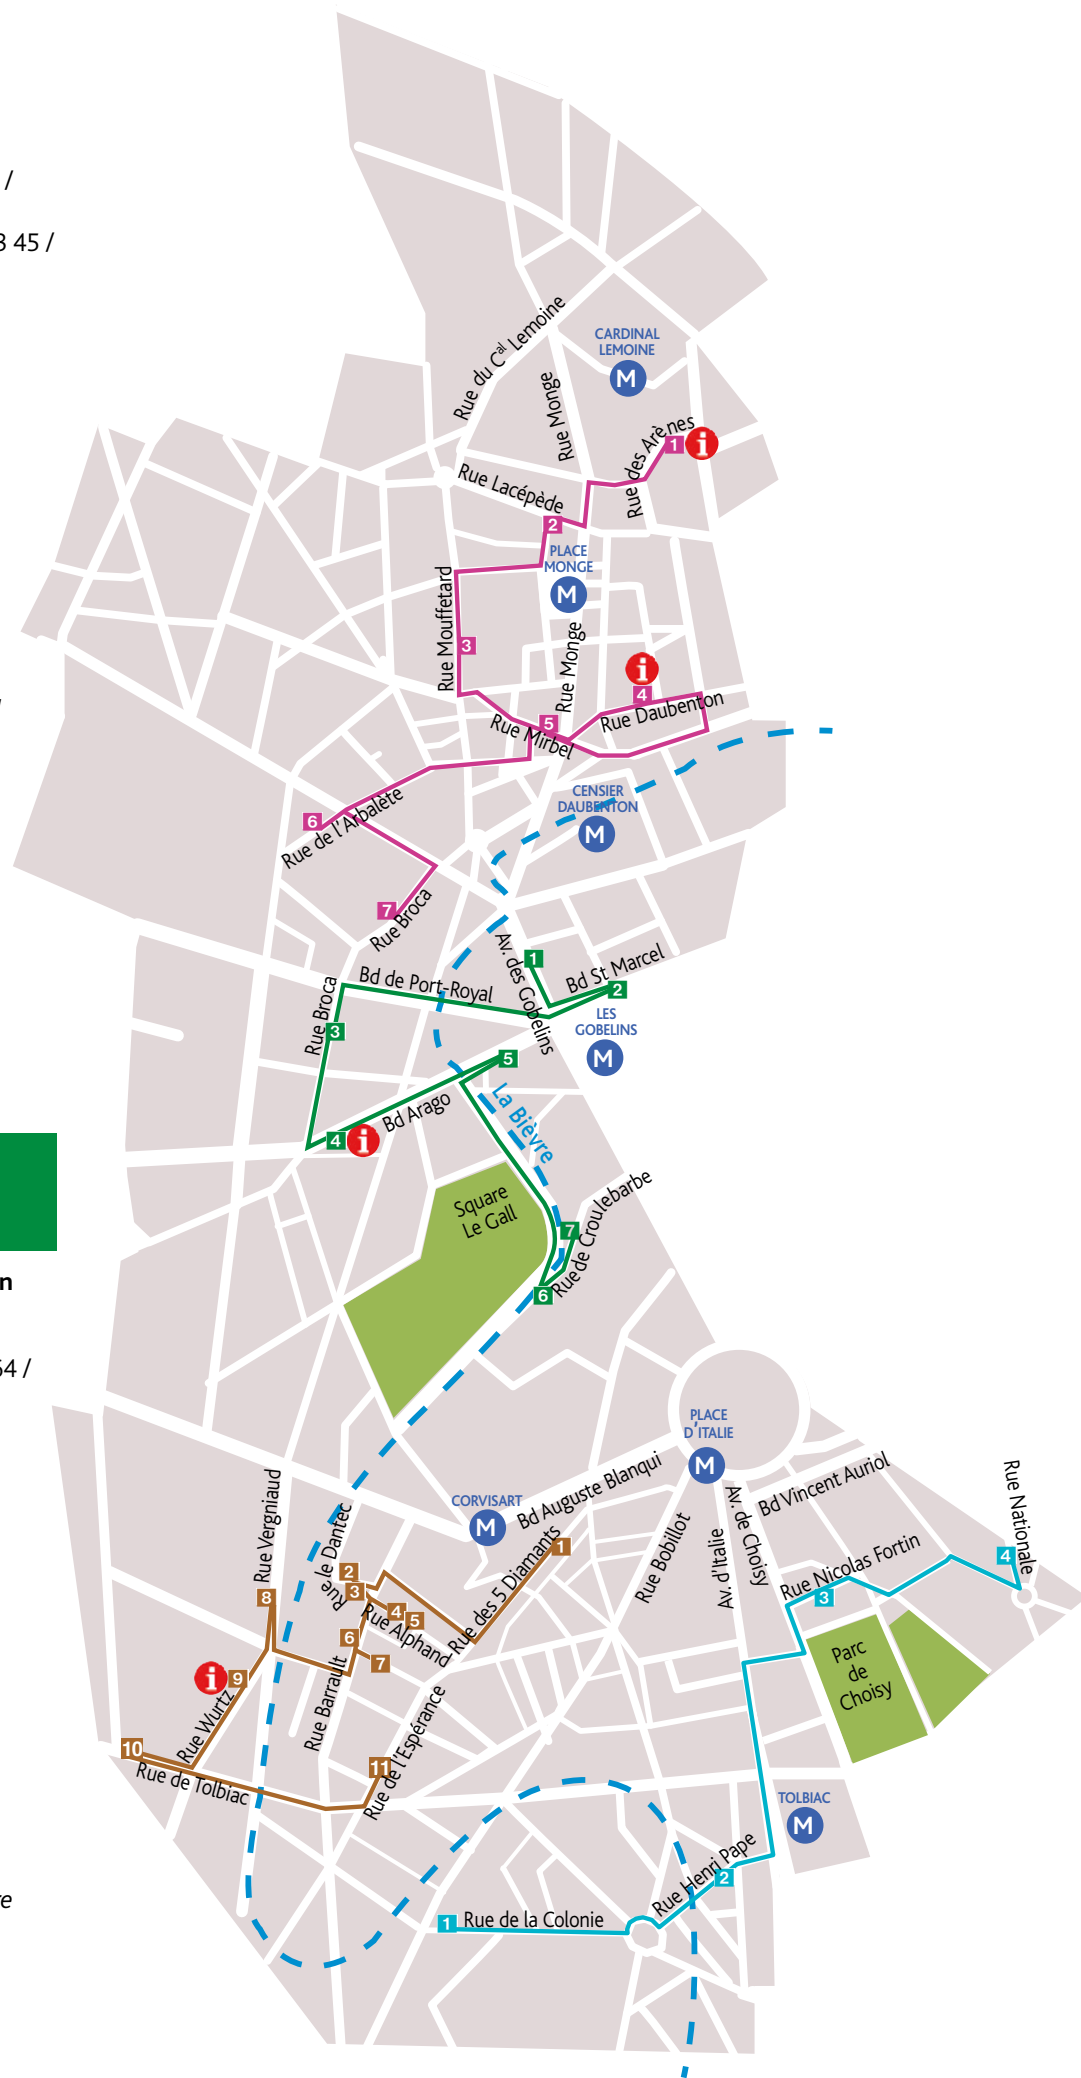 /
3 45 /
CARDINAL
LEMOINE
M
Rue du Cal Lemoine
Rue Monge
Rue des Arènes
1
i
Rue Lacépède
2
PLACE
MONGE
M
Rue Mouffetard
3
Rue Monge
i
4
Rue Daubenton
5
Rue Mirbel
CENSIER
DAUBENTON
M
6
Rue de l'Arbalète
7
Rue Broca
Av. des Gobelins
1
Bd St Marcel
2
Bd de Port-Royal
LES
GOBELINS
M
Rue Broca
3
5
La Bièvre
Bd Arago
4
i
Square
Le Gall
7
Rue de Croulebarbe
6
n
64 /
PLACE
D'ITALIE
M
Bd Vincent Auriol
Rue Nationale
CORVISART
M
Bd Auguste Blanqui
Av. de Choisy
Av. d'Italie
Rue Bobillot
Rue Nicolas Fortin
4
3
Rue Vergniaud
Rue le Dantec
1
Rue des 5 Diamants
2
3
4
5
Rue Alphand
8
6
7
Parc
de
Choisy
i
9
Rue Wurtz
Rue Barrault
Rue de l'Espérance
10
Rue de Tolbiac
11
TOLBIAC
M
Rue Henri Pape
2
re
1
Rue de la Colonie